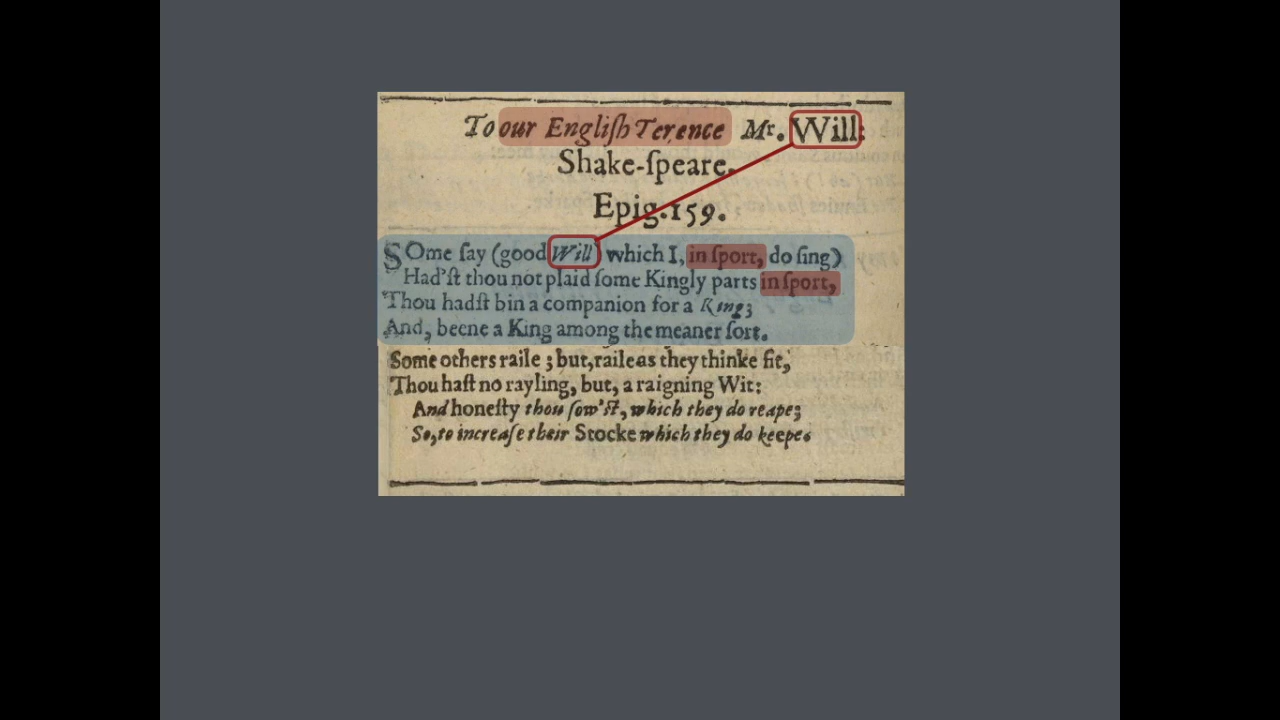 To our Engliſh Terence Mr. Will:
Shake-ſpeare.
Epig. 159.
SOme ſay (good Will) which I, in ſport, do ſing)
Had'ſt thou not plaid ſome Kingly parts in ſport,
Thou hadſt bin a companion for a King;
And, beene a King among the meaner ſort.
Some others raile; but, raile as they thinke fit,
Thou haſt no rayling, but, a raigning Wit:
And honeſty thou ſow'ſt, which they do reape;
So, to increaſe their Stocke which they do keepe.